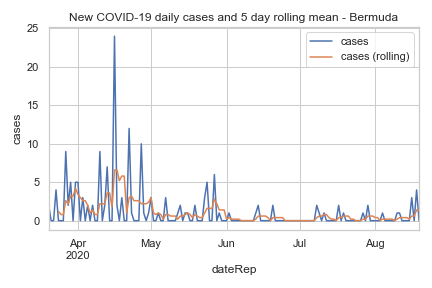 New COVID-19 daily cases and 5 day rolling mean - Bermuda
25
20
15
10
5
0
cases
cases
cases (rolling)
Apr
2020
May
Jun
Jul
Aug
dateRep